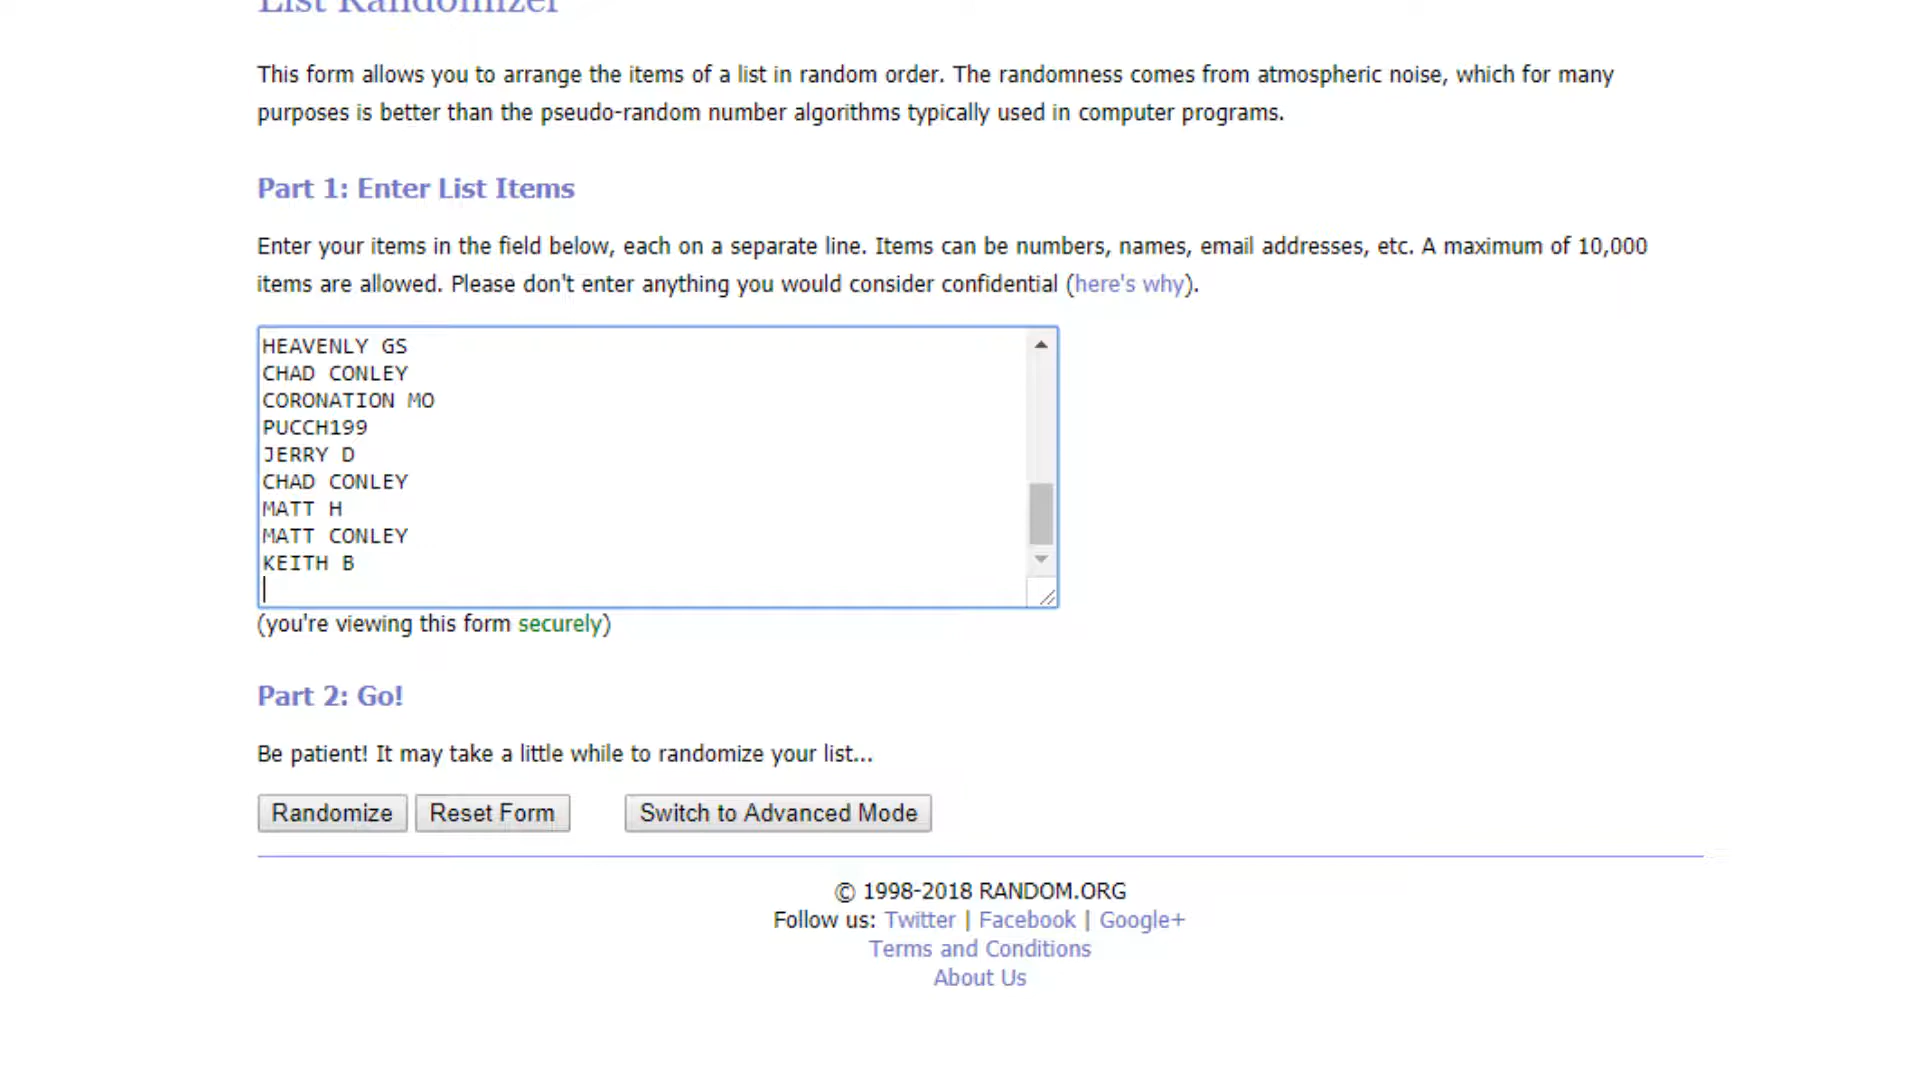 List Randomizer
This form allows you to arrange the items of a list in random order. The randomness comes from atmospheric noise, which for many
purposes is better than the pseudo-random number algorithms typically used in computer programs.
Part 1: Enter List Items
Enter your items in the field below, each on a separate line. Items can be numbers, names, email addresses, etc. A maximum of 10,000
items are allowed. Please don't enter anything you would consider confidential (here's why).
HEAVENLY GS
CHAD CONLEY
CORONATION MO
PUCCH199
JERRY D
CHAD CONLEY
MATT H
MATT CONLEY
KEITH B
(you're viewing this form securely)
Part 2: Go!
Be patient! It may take a little while to randomize your list...
Randomize Reset Form Switch to Advanced Mode
© 1998-2018 RANDOM.ORG
Follow us: Twitter | Facebook | Google+
Terms and Conditions
About Us